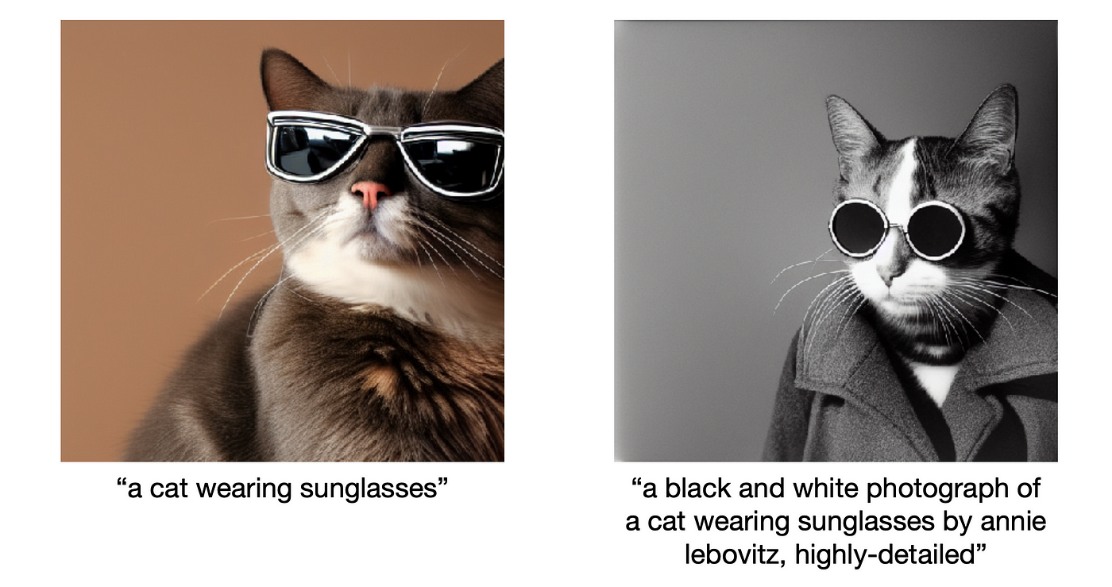 “a cat wearing sunglasses”
“a black and white photograph of
a cat wearing sunglasses by annie
lebovitz, highly-detailed”